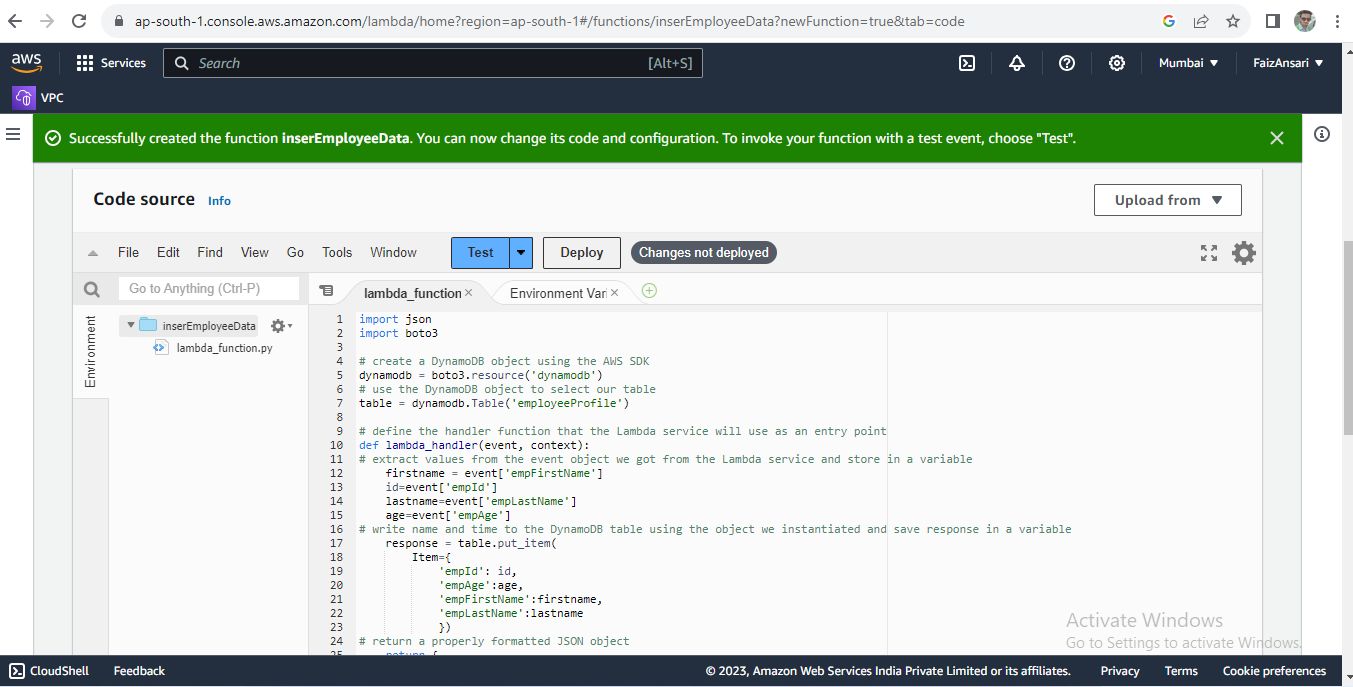 ap-south-1.console.aws.amazon.com/lambda/home?region=ap-south-1#/functions/inserEmployeeData?newFunction=true&tab=code
aws
Services
Search [Alt+S]
Mumbai ▼
FaizAnsari ▼
VPC
Successfully created the function inserEmployeeData. You can now change its code and configuration. To invoke your function with a test event, choose "Test".
Code source Info
Upload from ▼
File Edit Find View Go Tools Window Test Deploy Changes not deployed
Go to Anything (Ctrl-P)
lambda_function × Environment Var ×
Environment
inserEmployeeData
lambda_function.py
1 import json
2 import boto3
3
4 # create a DynamoDB object using the AWS SDK
5 dynamodb = boto3.resource('dynamodb')
6 # use the DynamoDB object to select our table
7 table = dynamodb.Table('employeeProfile')
8
9 # define the handler function that the Lambda service will use as an entry point
10 def lambda_handler(event, context):
11 # extract values from the event object we got from the Lambda service and store in a variable
12     firstname = event['empFirstName']
13     id=event['empId']
14     lastname=event['empLastName']
15     age=event['empAge']
16 # write name and time to the DynamoDB table using the object we instantiated and save response in a variable
17     response = table.put_item(
18         Item={
19             'empId': id,
20             'empAge':age,
21             'empFirstName':firstname,
22             'empLastName':lastname
23             })
24 # return a properly formatted JSON object
25     return {
Activate Windows
Go to Settings to activate Windows.
CloudShell Feedback © 2023, Amazon Web Services India Private Limited or its affiliates. Privacy Terms Cookie preferences